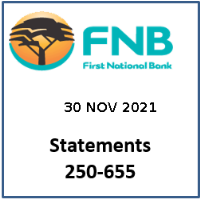 FNB
First National Bank
30 NOV 2021
Statements
250-655